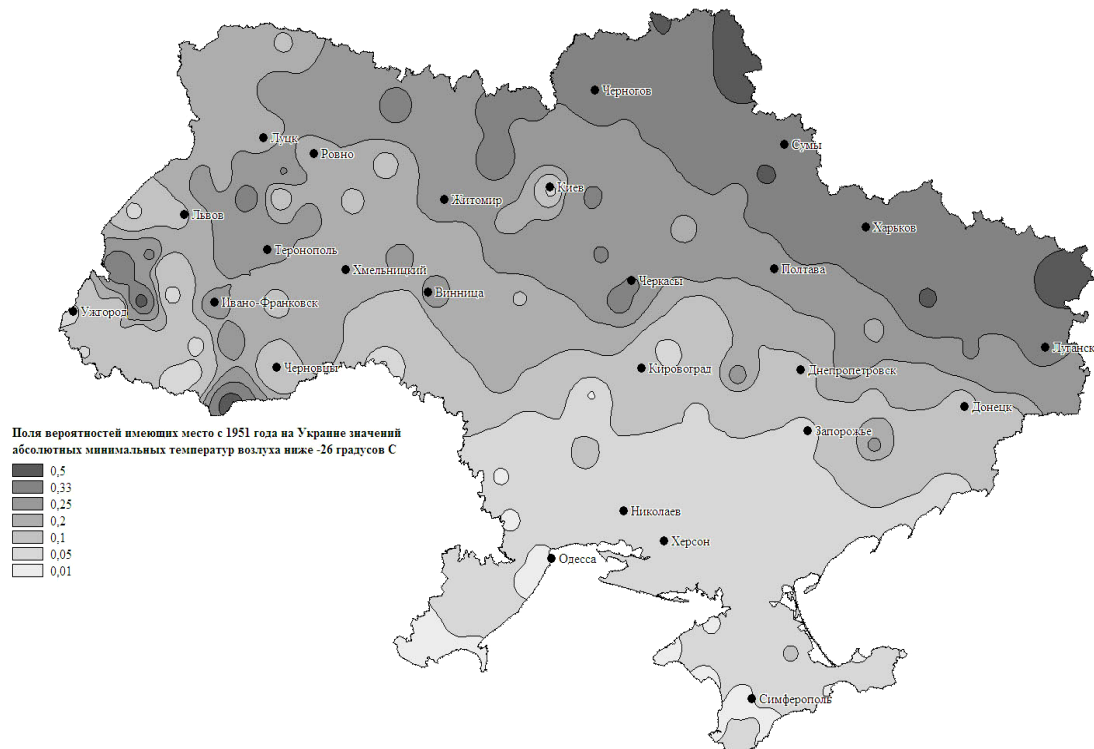 Черногов
Луцк
Ровно
Сумы
Киев
Житомир
Львов
Харьков
Теронополь
Хмельницкий
Полтава
Черкасы
Винница
Ивано-Франковск
Ужгород
Луганск
Черновцы
Кировоград
Днепропетровск
Донецк
Запорожье
Поля вероятностей имеющих место с 1951 года на Украине значений
абсолютных минимальных температур возлуха ниже -26 градусов С
0,5
0,33
0,25
0,2
0,1
0,05
0,01
Николаев
Херсон
Одесса
Симферополь